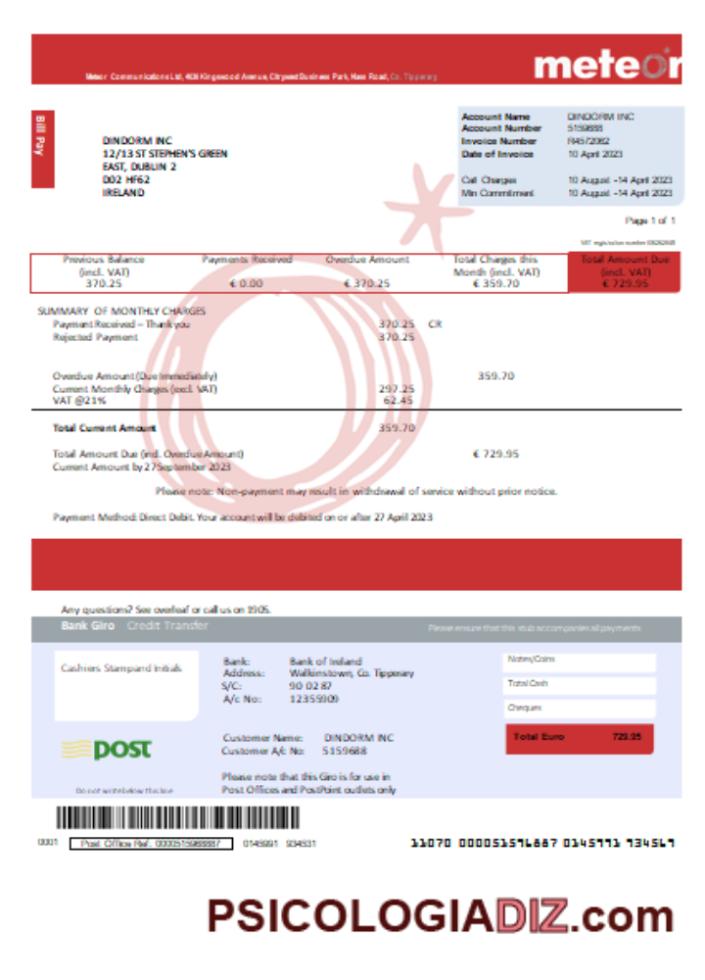 meteor
Meteor Communications Ltd, 4030 Kingswood Avenue, Citywest Business Park, Naas Road, Co. Tipperary
Bill Pay
DINDORM INC
12/13 ST STEPHEN'S GREEN
EAST, DUBLIN 2
D02 HF62
IRELAND
Account Name DINDORM INC
Account Number 5159688
Invoice Number R4572062
Date of Invoice 10 April 2023
Call Charges 10 August -14 April 2023
Min Commitment 10 August -14 April 2023
Page 1 of 1
VAT registration number
Previous Balance (incl. VAT) 370.25
Payments Received € 0.00
Overdue Amount € 370.25
Total Charges this Month (incl. VAT) € 359.70
Total Amount Due (incl. VAT) € 729.95
SUMMARY OF MONTHLY CHARGES
Payment Received – Thank you 370.25 CR
Rejected Payment 370.25
Overdue Amount (Due Immediately) 359.70
Current Monthly Charges (excl. VAT) 297.25
VAT @21% 62.45
Total Current Amount 359.70
Total Amount Due (incl. Overdue Amount) € 729.95
Current Amount by 27 September 2023
Please note: Non-payment may result in withdrawal of service without prior notice.
Payment Method: Direct Debit. Your account will be debited on or after 27 April 2023
Any questions? See overleaf or call us on 1905.
Bank Giro Credit Transfer
Please ensure that this stub accompanies all payments
Cashiers Stamp and Initials
Bank: Bank of Ireland
Address: Walkinstown, Co. Tipperary
S/C: 90 02 87
A/c No: 12355909
Notes/Coins
Total Cash
Cheques
Total Euro 729.95
post
Customer Name: DINDORM INC
Customer A/c No: 5159688
Please note that this Giro is for use in
Post Offices and PostPoint outlets only
Do not write below this line
0001 Post Office Ref. 0000515968887 0145991 934531
11070 000051596887 0145991 934569
PSICOLOGIADIZ.com